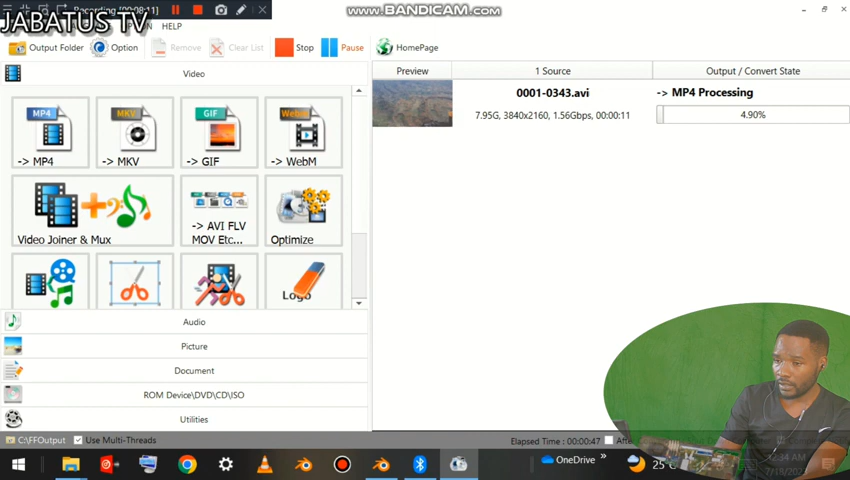 Recording [00:08:11]
www.BANDICAM.com
JABATUS TV
HELP
Output Folder
Option
Remove
Clear List
Stop
Pause
HomePage
Video
Preview
1 Source
Output / Convert State
MP4
-> MP4
MKV
-> MKV
GIF
-> GIF
WebM
-> WebM
0001-0343.avi
7.95G, 3840x2160, 1.56Gbps, 00:00:11
-> MP4 Processing
4.90%
Video Joiner & Mux
-> AVI FLV
MOV Etc...
Optimize
Logo
Audio
Picture
Document
ROM Device\DVD\CD\ISO
Utilities
C:\FFOutput
Use Multi-Threads
Elapsed Time : 00:00:47
OneDrive
25°